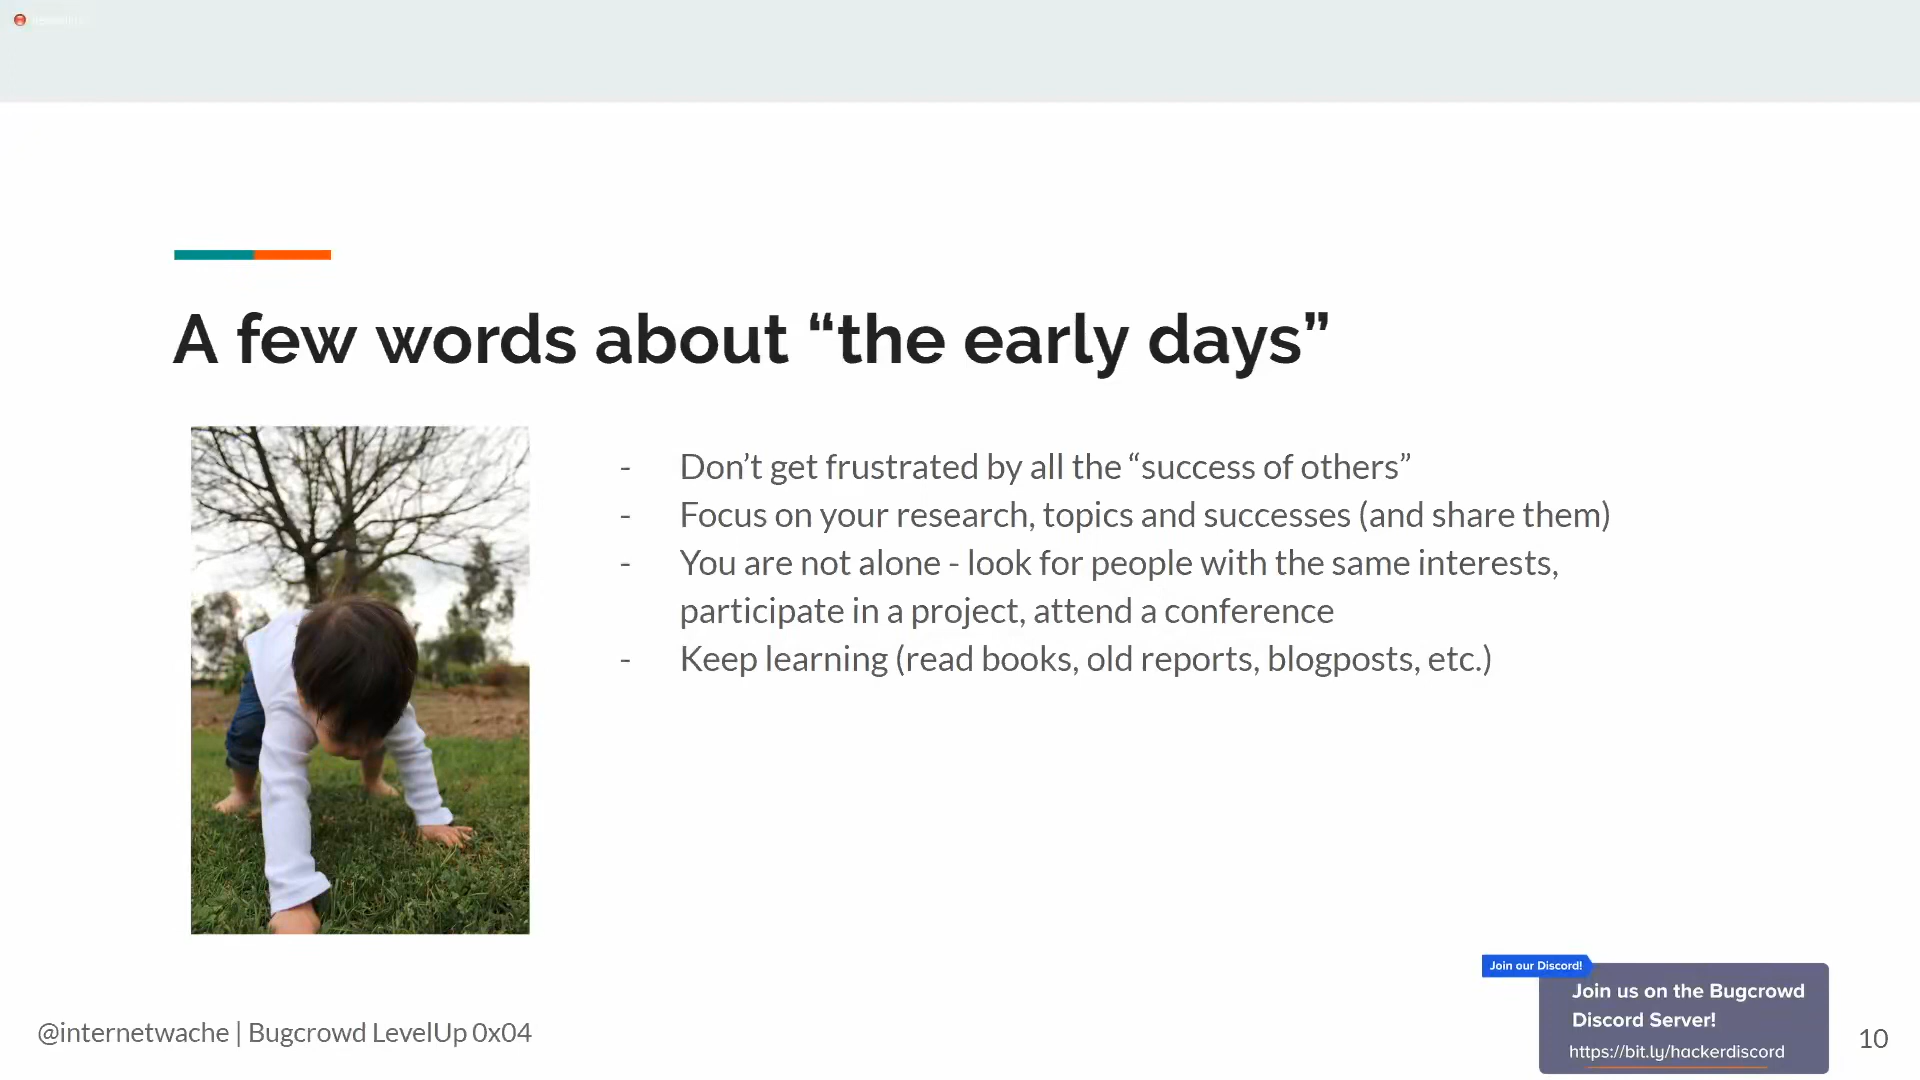 A few words about “the early days”
- Don’t get frustrated by all the “success of others”
- Focus on your research, topics and successes (and share them)
- You are not alone - look for people with the same interests,
participate in a project, attend a conference
- Keep learning (read books, old reports, blogposts, etc.)
Join our Discord!
Join us on the Bugcrowd
Discord Server!
https://bit.ly/hackerdiscord
@internetwache | Bugcrowd LevelUp 0x04
10